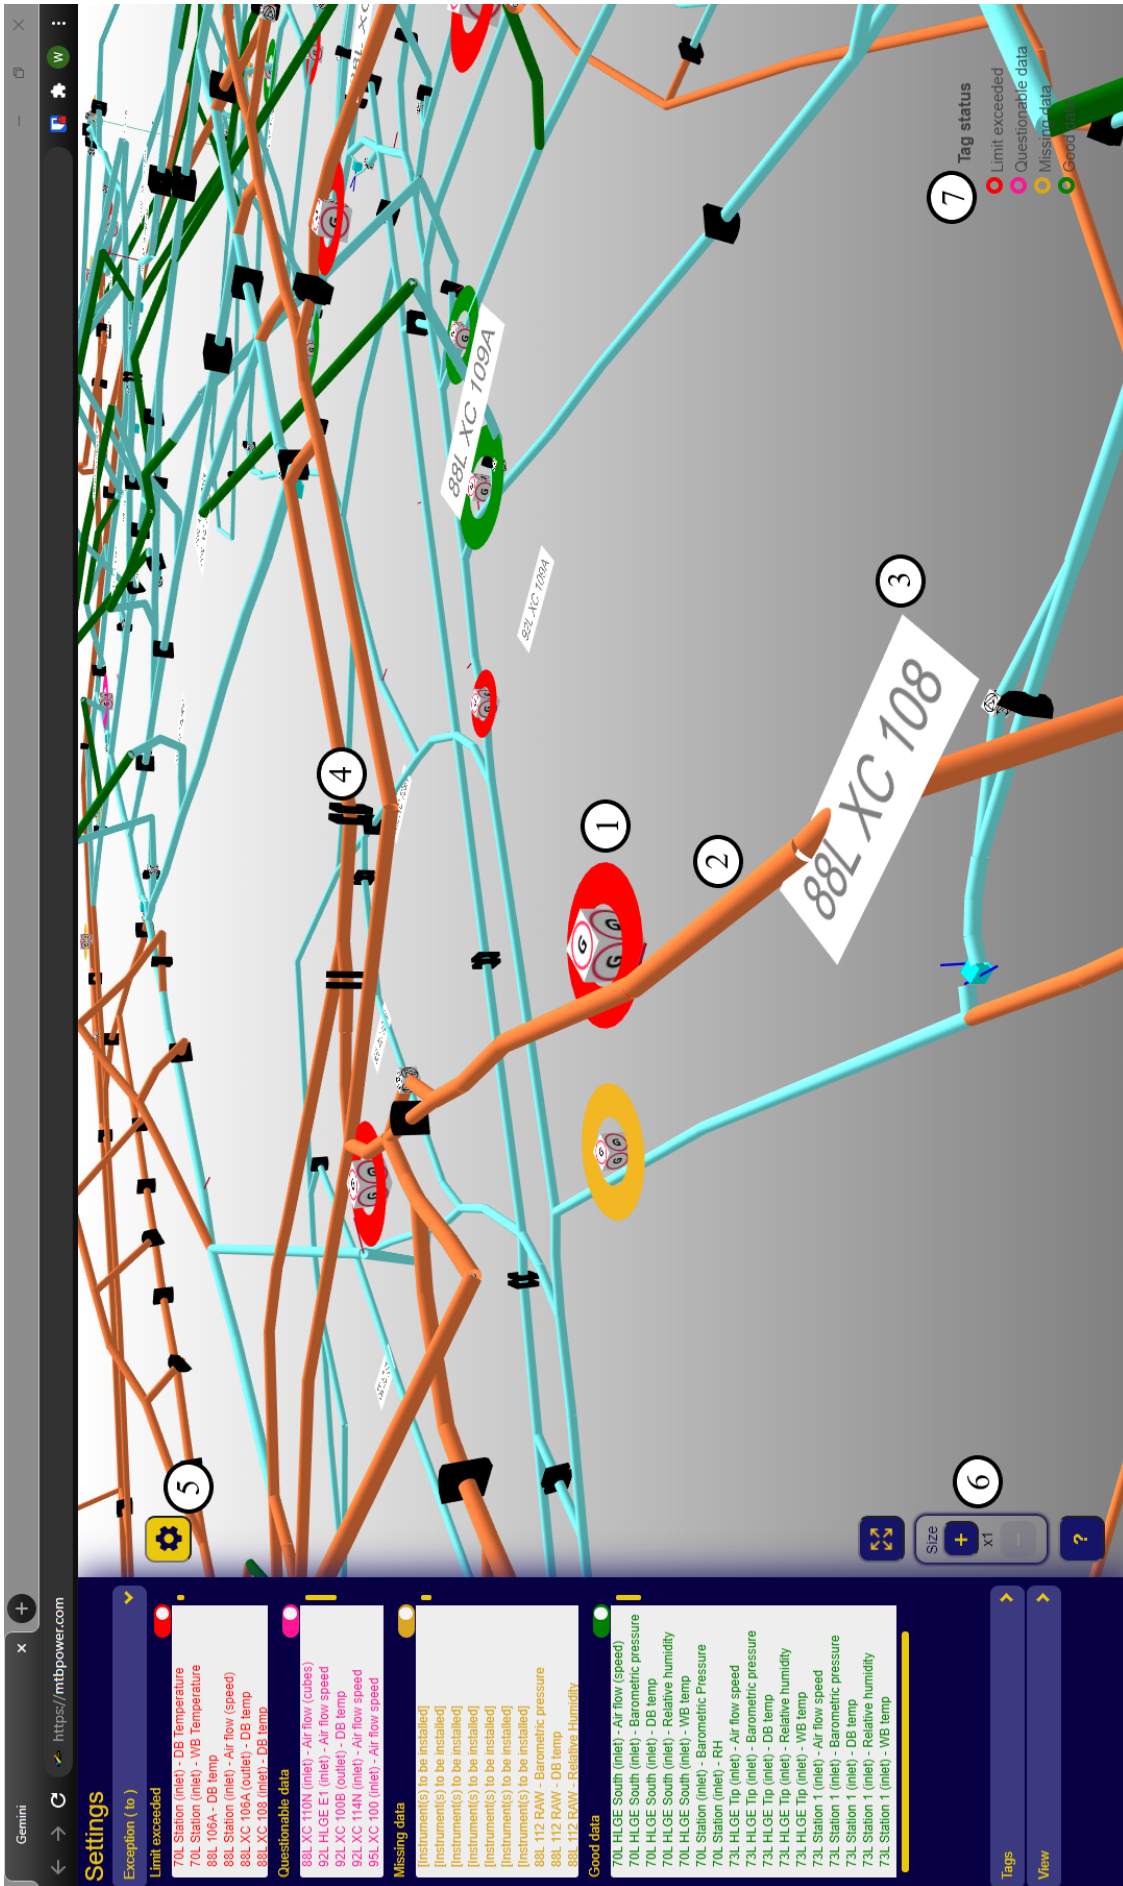 Gemini
https://mtbpower.com
W
Settings
Exception ( to )
Limit exceeded
70L Station (inlet) - DB Temperature
70L Station (inlet) - WB Temperature
88L 106A - DB temp
88L Station (inlet) - Air flow (speed)
88L XC 106A (outlet) - DB temp
88L XC 108 (inlet) - DB temp
Questionable data
88L XC 110N (inlet) - Air flow (cubes)
92L HLGE E1 (inlet) - Air flow speed
92L XC 100B (outlet) - DB temp
92L XC 114N (inlet) - Air flow speed
95L XC 100 (inlet) - Air flow speed
Missing data
[Instrument(s) to be installed]
[Instrument(s) to be installed]
[Instrument(s) to be installed]
[Instrument(s) to be installed]
[Instrument(s) to be installed]
[Instrument(s) to be installed]
[Instrument(s) to be installed]
88L 112 RAW - Barometric pressure
88L 112 RAW - DB temp
88L 112 RAW - Relative Humidity
Good data
70L HLGE South (inlet) - Air flow (speed)
70L HLGE South (inlet) - Barometric pressure
70L HLGE South (inlet) - DB temp
70L HLGE South (inlet) - Relative humidity
70L HLGE South (inlet) - WB temp
70L Station (inlet) - Barometric Pressure
70L Station (inlet) - RH
73L HLGE Tip (inlet) - Air flow speed
73L HLGE Tip (inlet) - Barometric pressure
73L HLGE Tip (inlet) - DB temp
73L HLGE Tip (inlet) - Relative humidity
73L HLGE Tip (inlet) - WB temp
73L Station 1 (inlet) - Air flow speed
73L Station 1 (inlet) - Barometric pressure
73L Station 1 (inlet) - DB temp
73L Station 1 (inlet) - Relative humidity
73L Station 1 (inlet) - WB temp
Tags
View
5
4
1
2
3
6
7
G
G
G
88L XC 108
88L XC 109A
92L XC 109A
Size
+
x1
?
Tag status
Limit exceeded
Questionable data
Missing data
Good data